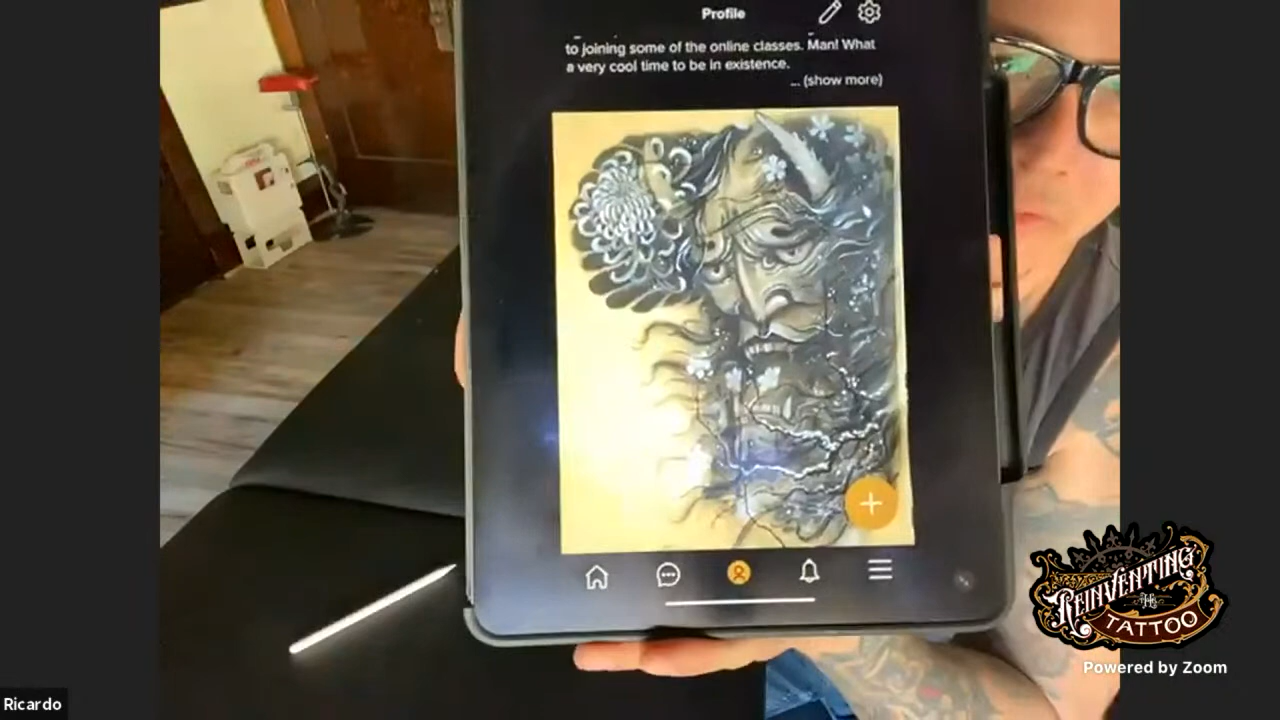 Profile
to joining some of the online classes. Man! What
a very cool time to be in existence.
... (show more)
REINVENTING
THE
TATTOO
Powered by Zoom
Ricardo